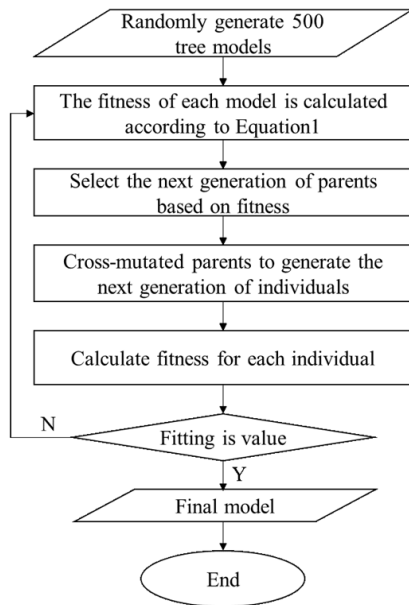 Randomly generate 500
tree models
The fitness of each model is calculated
according to Equation1
Select the next generation of parents
based on fitness
Cross-mutated parents to generate the
next generation of individuals
Calculate fitness for each individual
N
Fitting is value
Y
Final model
End